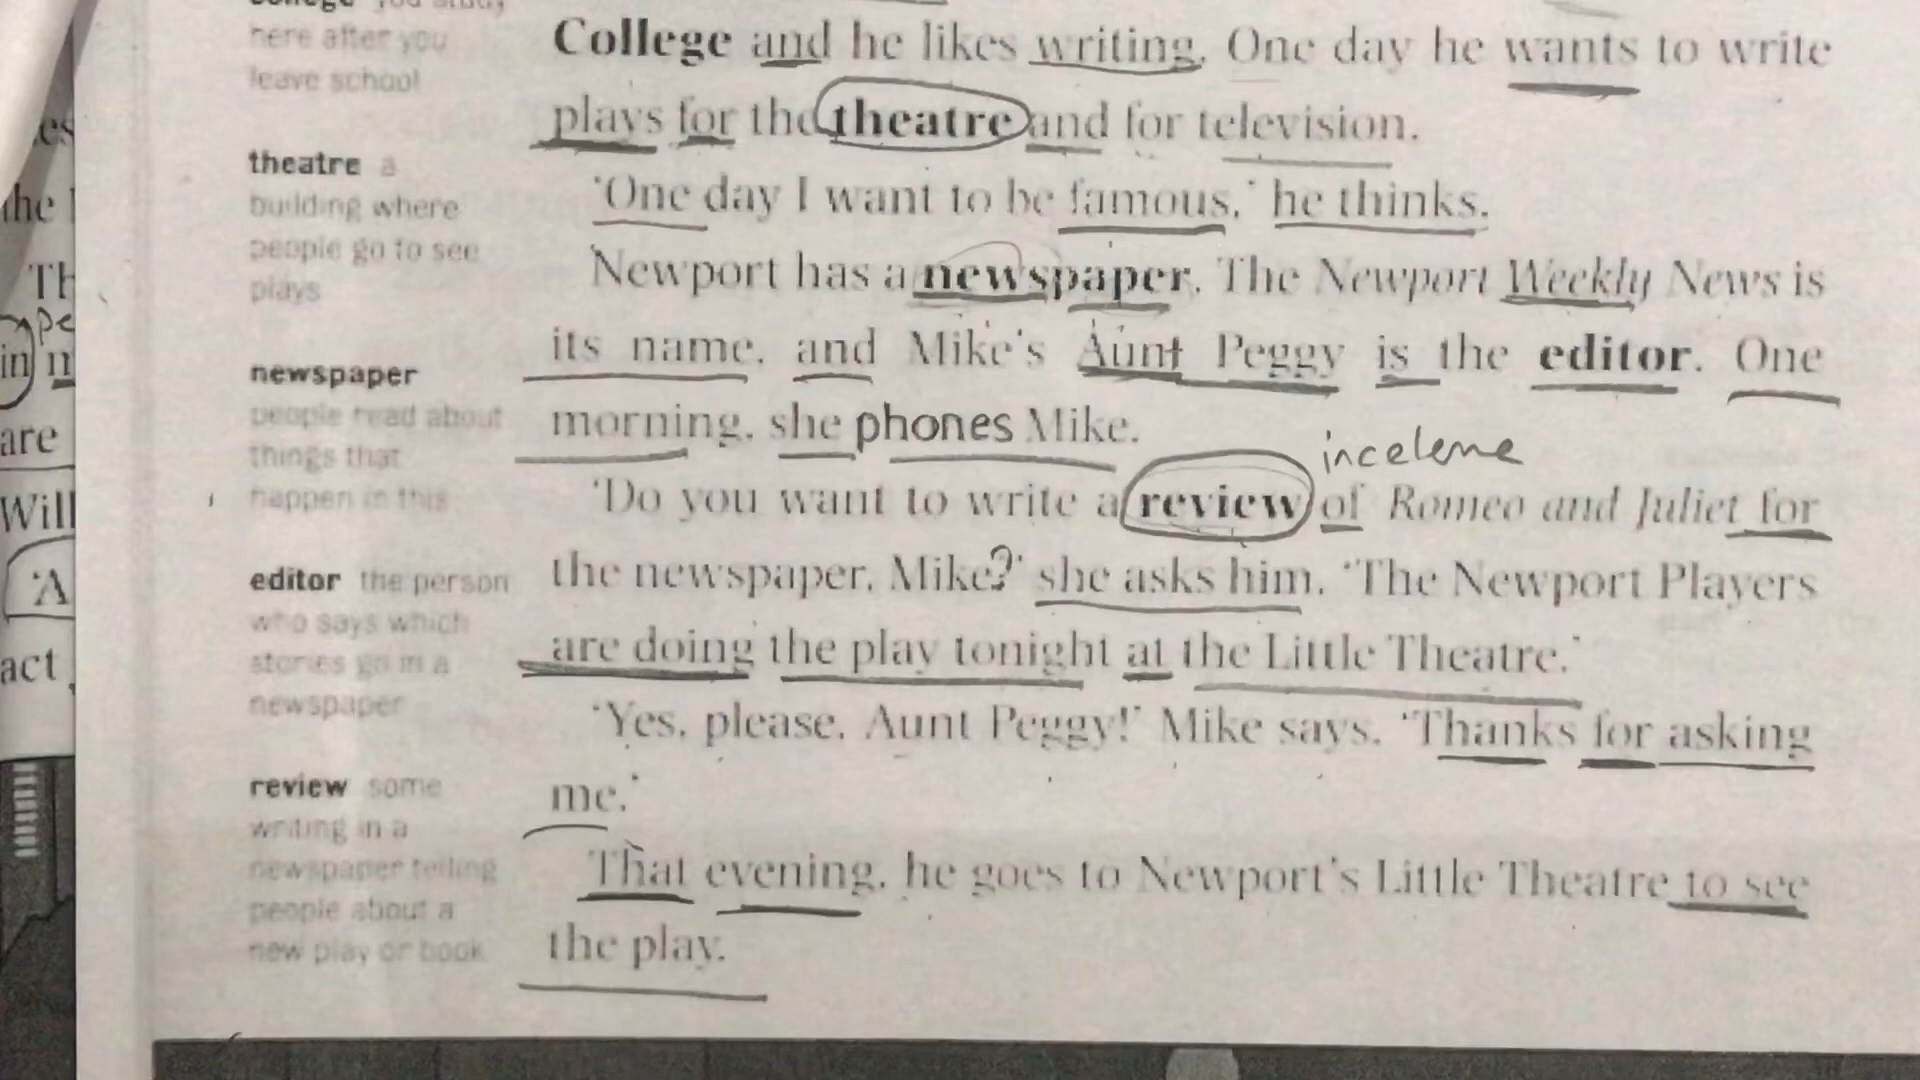 college you study
here after you
leave school
theatre a
building where
people go to see
plays
newspaper
people read about
things that
happen in this
editor the person
who says which
stories go in a
newspaper
review some
writing in a
newspaper telling
people about a
new play or book
College and he likes writing. One day he wants to write
plays for the theatre and for television.
'One day I want to be famous,' he thinks.
Newport has a newspaper. The Newport Weekly News is
its name, and Mike's Aunt Peggy is the editor. One
morning, she phones Mike.
inceleme
'Do you want to write a review of Romeo and Juliet for
the newspaper, Mike?' she asks him. 'The Newport Players
are doing the play tonight at the Little Theatre.'
'Yes, please, Aunt Peggy!' Mike says. 'Thanks for asking
me.'
That evening, he goes to Newport's Little Theatre to see
the play.
the
Th
pe
in
are
Will
'A
act